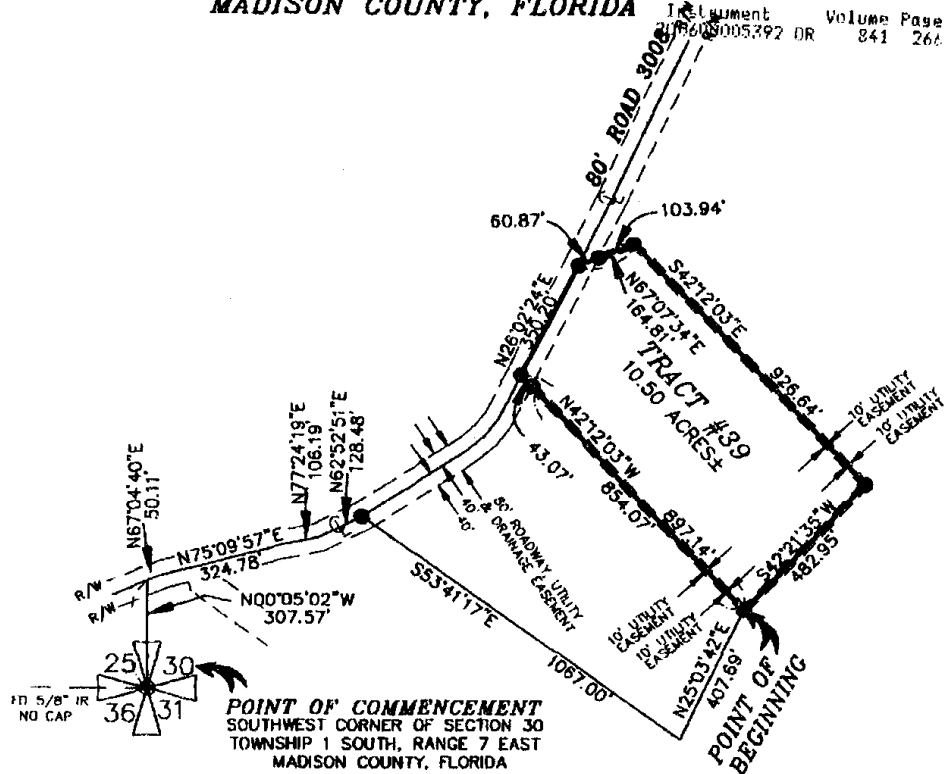 MADISON COUNTY, FLORIDA
Instrument Volume Page
005392 OR 841 266
80' ROAD 3008
60.87'
103.94'
N26°02'24"E
350.20'
N67°07'34"E
164.81'
S42°12'03"E
926.64'
TRACT #39
10.50 ACRES±
10' UTILITY
EASEMENT
10' UTILITY
EASEMENT
N42°12'03"W
854.07'
897.14'
43.07'
S42°21'35"W
482.95'
10' UTILITY
EASEMENT
10' UTILITY
EASEMENT
N67°04'40"E
50.11'
N77°24'19"E
106.19'
N62°52'51"E
128.48'
N75°09'57"E
324.78'
40'
40'
80' ROADWAY UTILITY
& DRAINAGE EASEMENT
R/W
R/W
N00°05'02"W
307.57'
S53°41'17"E
1067.00'
N25°03'42"E
407.69'
POINT OF
BEGINNING
25 30
36 31
FD 5/8" IR
NO CAP
POINT OF COMMENCEMENT
SOUTHWEST CORNER OF SECTION 30
TOWNSHIP 1 SOUTH, RANGE 7 EAST
MADISON COUNTY, FLORIDA